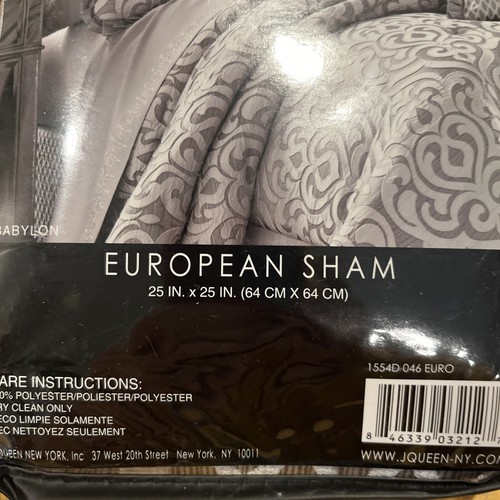 BABYLON
EUROPEAN SHAM
25 IN. x 25 IN. (64 CM X 64 CM)
1554D 046 EURO
ARE INSTRUCTIONS:
0% POLYESTER/POLIESTER/POLYESTER
RY CLEAN ONLY
ECO LIMPIE SOLAMENTE
EC NETTOYEZ SEULEMENT
QUEEN NEW YORK, Inc 37 West 20th Street New York, NY 10011
8 46339 03212 7
WWW.JQUEEN-NY.COM